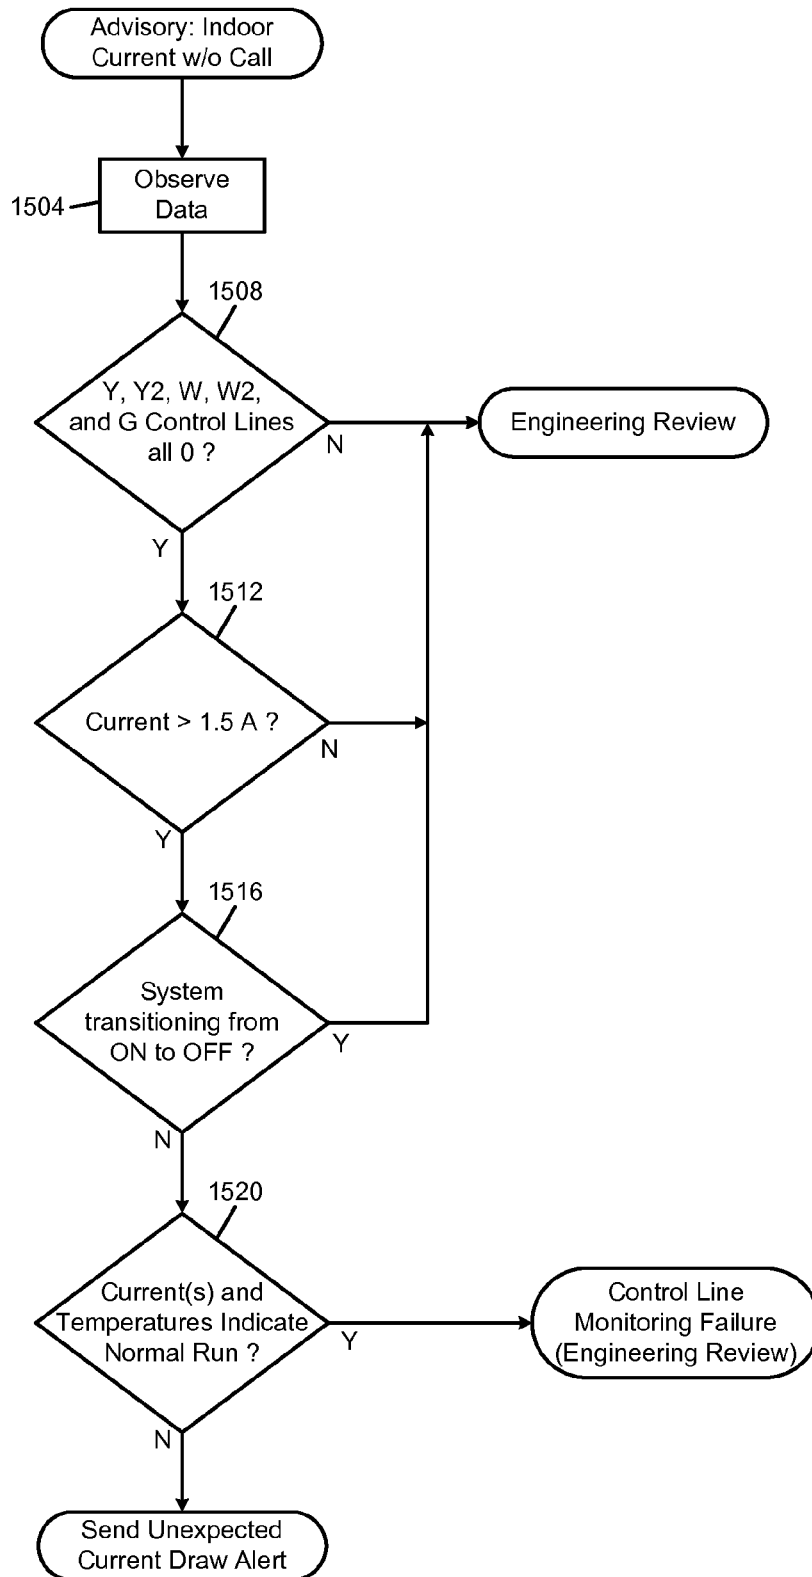 Advisory: Indoor
Current w/o Call
Observe
Data
1504
1508
Y, Y2, W, W2,
and G Control Lines
all 0 ?
N
Engineering Review
Y
1512
Current > 1.5 A ?
N
Y
1516
System
transitioning from
ON to OFF ?
Y
N
1520
Current(s) and
Temperatures Indicate
Normal Run ?
Y
Control Line
Monitoring Failure
(Engineering Review)
N
Send Unexpected
Current Draw Alert